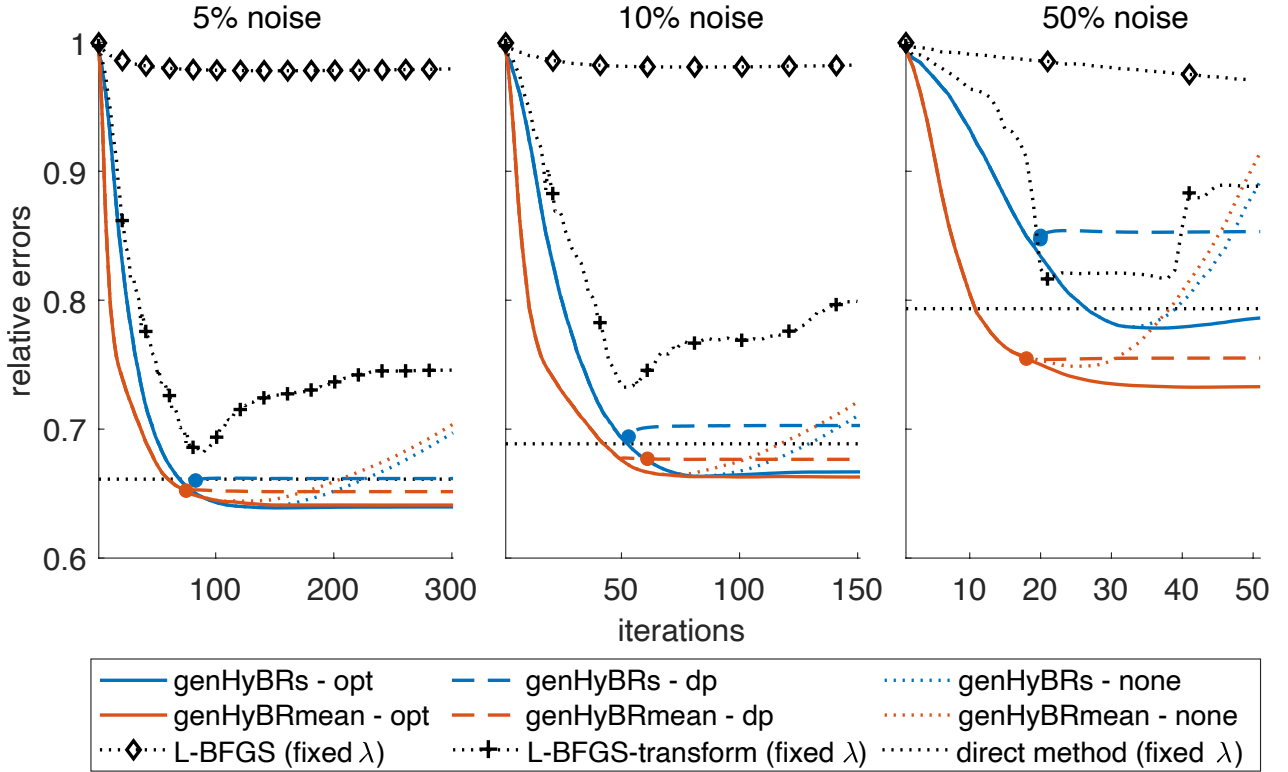 5% noise
10% noise
50% noise
relative errors
1
0.9
0.8
0.7
0.6
100
200
300
50
100
150
10
20
30
40
50
iterations
genHyBRs - opt
genHyBRs - dp
genHyBRs - none
genHyBRmean - opt
genHyBRmean - dp
genHyBRmean - none
L-BFGS (fixed λ)
L-BFGS-transform (fixed λ)
direct method (fixed λ)